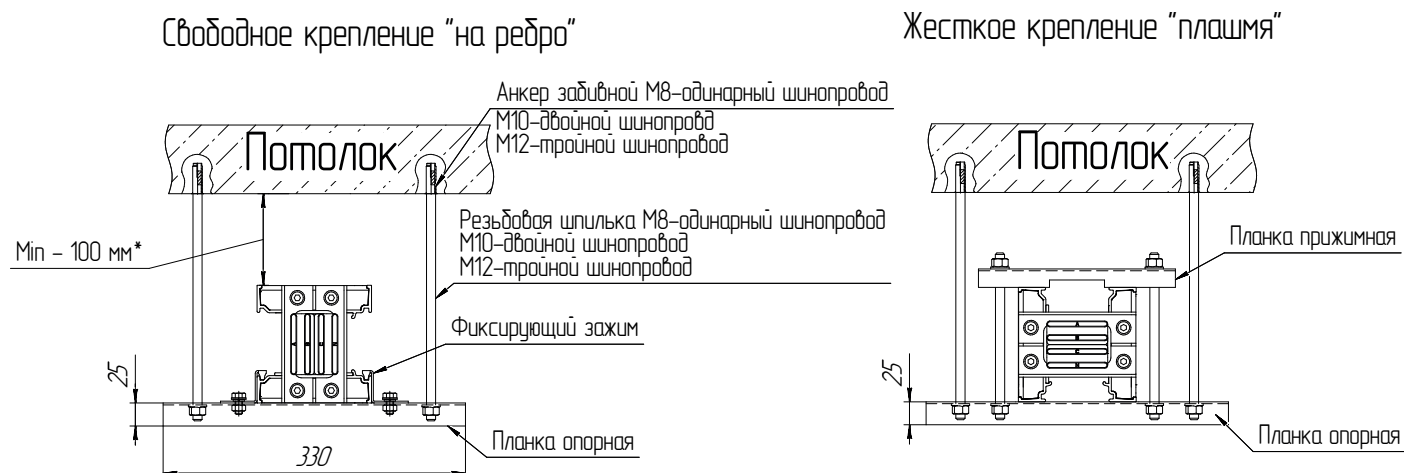 Свободное крепление "на ребро"
Жесткое крепление "плашмя"
Анкер забивной М8-одинарный шинопровод
М10-двойной шинопрвод
М12-тройной шинопровод
Потолок
Потолок
Резьбовая шпилька М8-одинарный шинопровод
М10-двойной шинопровод
М12-тройной шинопровод
Min - 100 мм*
Планка прижимная
Фиксирующий зажим
25
25
Планка опорная
Планка опорная
330